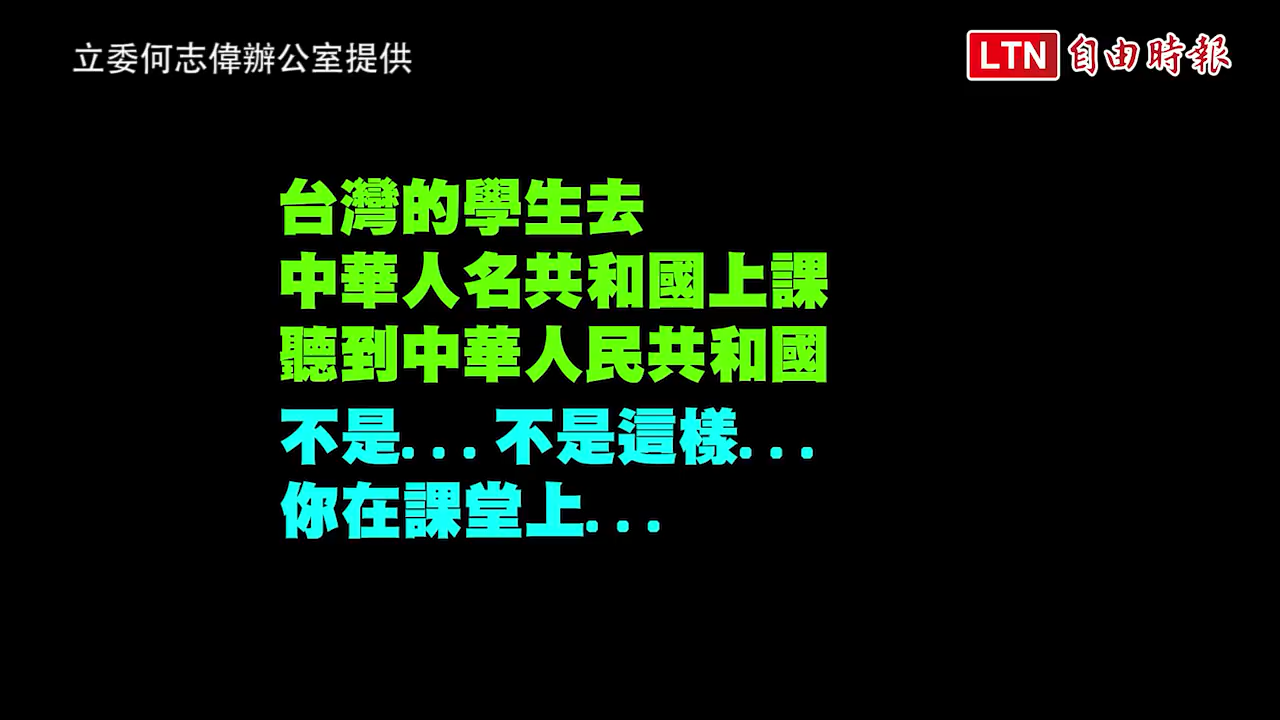 立委何志偉辦公室提供
LTN 自由時報
台灣的學生去
中華人名共和國上課
聽到中華人民共和國
不是...不是這樣...
你在課堂上...